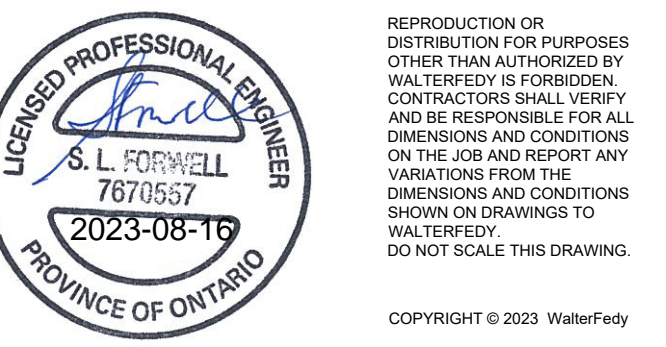 LICENSED PROFESSIONAL ENGINEER
S. L. FORWELL
7670557
2023-08-16
PROVINCE OF ONTARIO
REPRODUCTION OR
DISTRIBUTION FOR PURPOSES
OTHER THAN AUTHORIZED BY
WALTERFEDY IS FORBIDDEN.
CONTRACTORS SHALL VERIFY
AND BE RESPONSIBLE FOR ALL
DIMENSIONS AND CONDITIONS
ON THE JOB AND REPORT ANY
VARIATIONS FROM THE
DIMENSIONS AND CONDITIONS
SHOWN ON DRAWINGS TO
WALTERFEDY.
DO NOT SCALE THIS DRAWING.
COPYRIGHT © 2023 WalterFedy